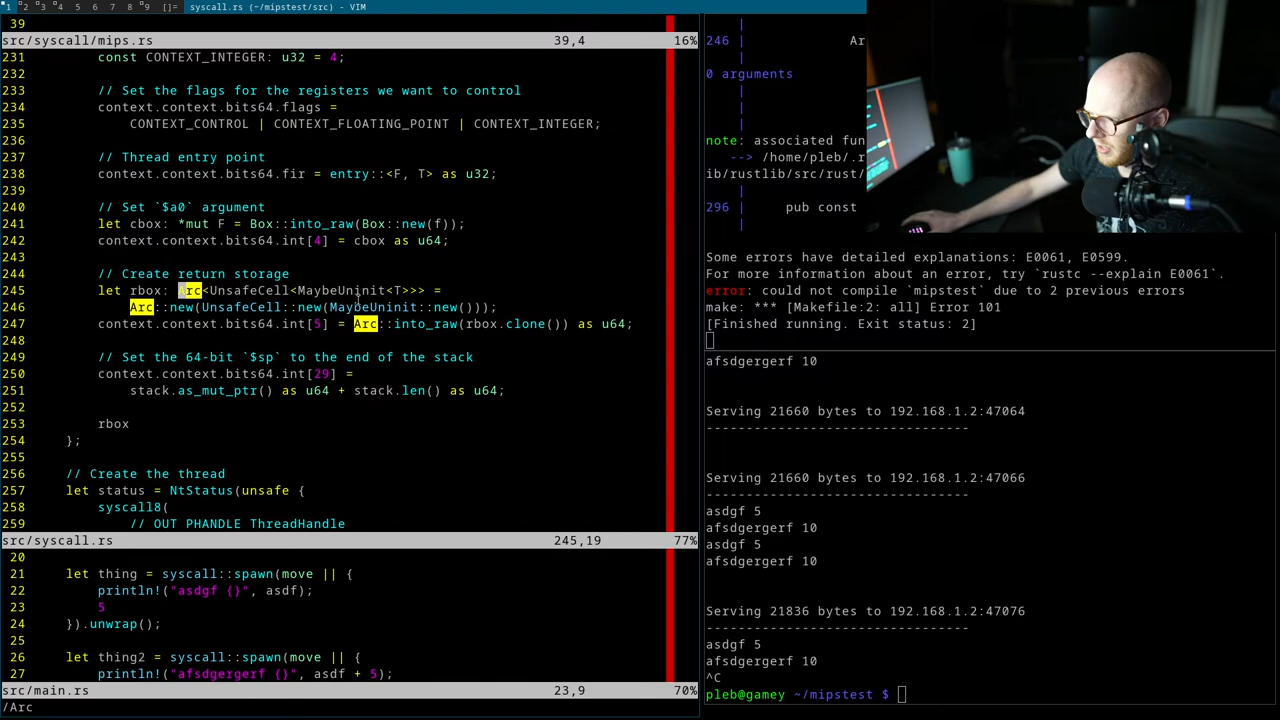 1 2 3 4 5 6 7 8 9 []= syscall.rs (~/mipstest/src) - VIM
39
src/syscall/mips.rs 39,4 16%
231 const CONTEXT_INTEGER: u32 = 4;
232
233 // Set the flags for the registers we want to control
234 context.context.bits64.flags =
235 CONTEXT_CONTROL | CONTEXT_FLOATING_POINT | CONTEXT_INTEGER;
236
237 // Thread entry point
238 context.context.bits64.fir = entry::<F, T> as u32;
239
240 // Set `$a0` argument
241 let cbox: *mut F = Box::into_raw(Box::new(f));
242 context.context.bits64.int[4] = cbox as u64;
243
244 // Create return storage
245 let rbox: Arc<UnsafeCell<MaybeUninit<T>>> =
246 Arc::new(UnsafeCell::new(MaybeUninit::new()));
247 context.context.bits64.int[5] = Arc::into_raw(rbox.clone()) as u64;
248
249 // Set the 64-bit `$sp` to the end of the stack
250 context.context.bits64.int[29] =
251 stack.as_mut_ptr() as u64 + stack.len() as u64;
252
253 rbox
254 };
255
256 // Create the thread
257 let status = NtStatus(unsafe {
258 syscall8(
259 // OUT PHANDLE ThreadHandle
src/syscall.rs 245,19 77%
20
21 let thing = syscall::spawn(move || {
22 println!("asdgf {}", asdf);
23 5
24 }).unwrap();
25
26 let thing2 = syscall::spawn(move || {
27 println!("afsdgergerf {}", asdf + 5);
src/main.rs 23,9 70%
/Arc
|
246 | Ar
|
0 arguments
|
|
|
note: associated fun
--> /home/pleb/.r
ib/rustlib/src/rust/
|
296 | pub const
|
Some errors have detailed explanations: E0061, E0599.
For more information about an error, try `rustc --explain E0061`.
error: could not compile `mipstest` due to 2 previous errors
make: *** [Makefile:2: all] Error 101
[Finished running. Exit status: 2]
afsdgergerf 10
Serving 21660 bytes to 192.168.1.2:47064
--------------------------------
Serving 21660 bytes to 192.168.1.2:47066
--------------------------------
asdgf 5
afsdgergerf 10
asdgf 5
afsdgergerf 10
Serving 21836 bytes to 192.168.1.2:47076
--------------------------------
asdgf 5
afsdgergerf 10
^C
pleb@gamey ~/mipstest $